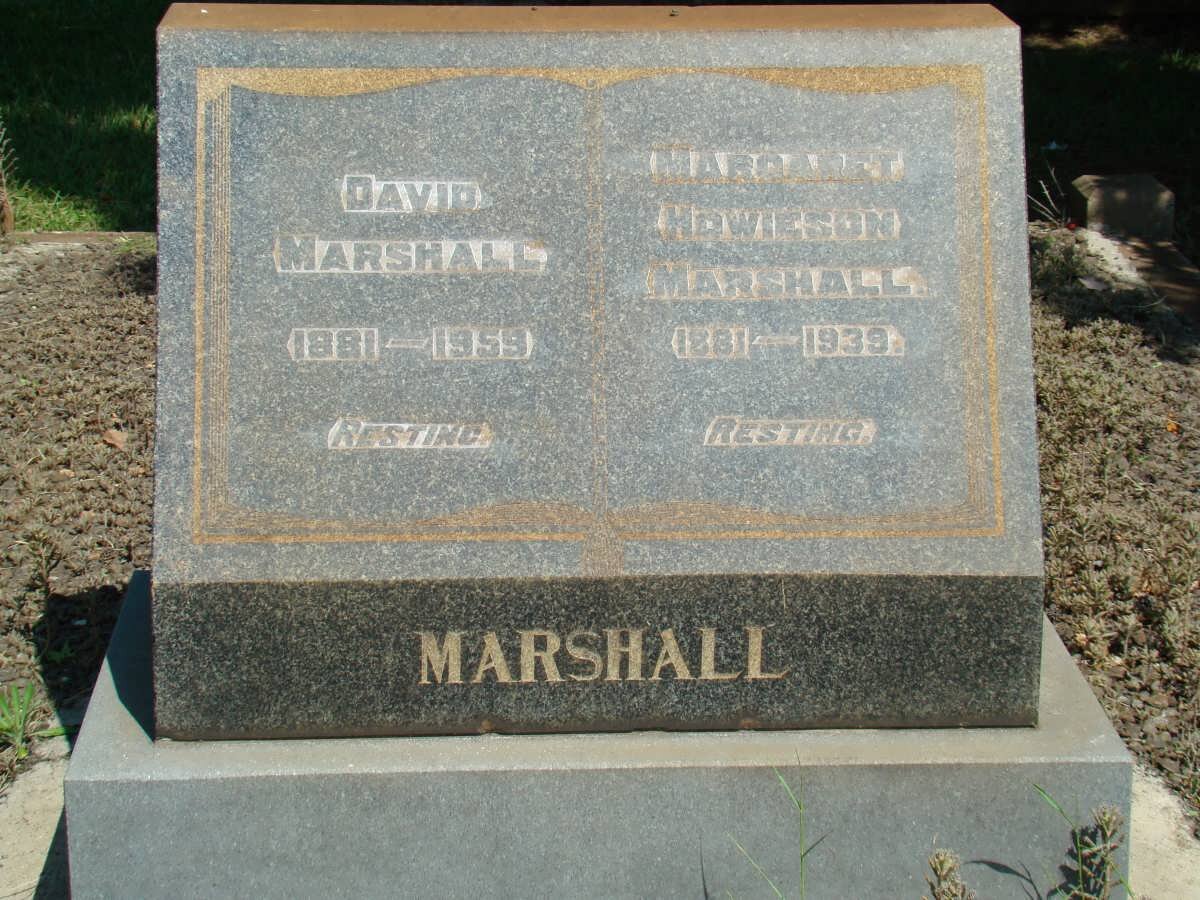 DAVID
MARSHALL
1881 — 1959
RESTING
MARGARET
HOWIESON
MARSHALL
1881 — 1939
RESTING
MARSHALL